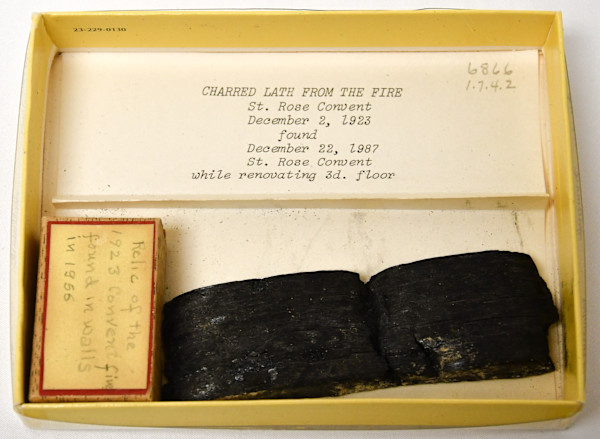 23-229-0130
6866
1.7.4.2
CHARRED LATH FROM THE FIRE
St. Rose Convent
December 2, 1923
found
December 22, 1987
St. Rose Convent
while renovating 3d. floor
Relic of the
1923 Convent fire
found in walls
in 1956